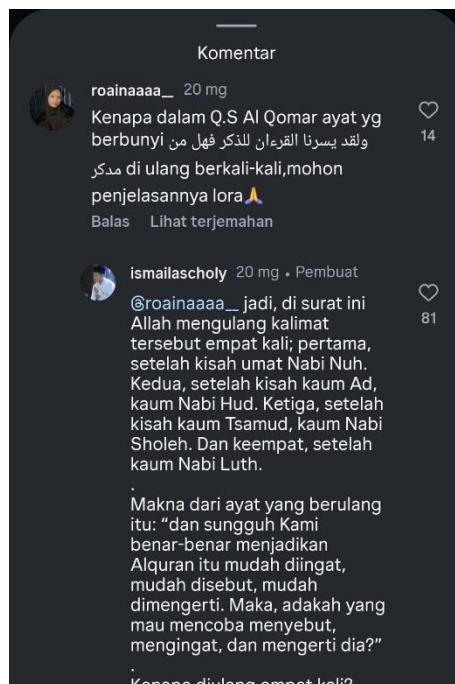 Komentar
roainaaaa__ 20 mg
Kenapa dalam Q.S Al Qomar ayat yg
berbunyi ولقد يسرنا القرءان للذكر فهل من
مدكر di ulang berkali-kali,mohon
penjelasannya lora🙏
14
Balas Lihat terjemahan
ismailascholy 20 mg • Pembuat
@roainaaaa__ jadi, di surat ini
Allah mengulang kalimat
tersebut empat kali; pertama,
setelah kisah umat Nabi Nuh.
Kedua, setelah kisah kaum Ad,
kaum Nabi Hud. Ketiga, setelah
kisah kaum Tsamud, kaum Nabi
Sholeh. Dan keempat, setelah
kaum Nabi Luth.
.
Makna dari ayat yang berulang
itu: “dan sungguh Kami
benar-benar menjadikan
Alquran itu mudah diingat,
mudah disebut, mudah
dimengerti. Maka, adakah yang
mau mencoba menyebut,
mengingat, dan mengerti dia?”
.
Kenapa diulang empat kali?
81